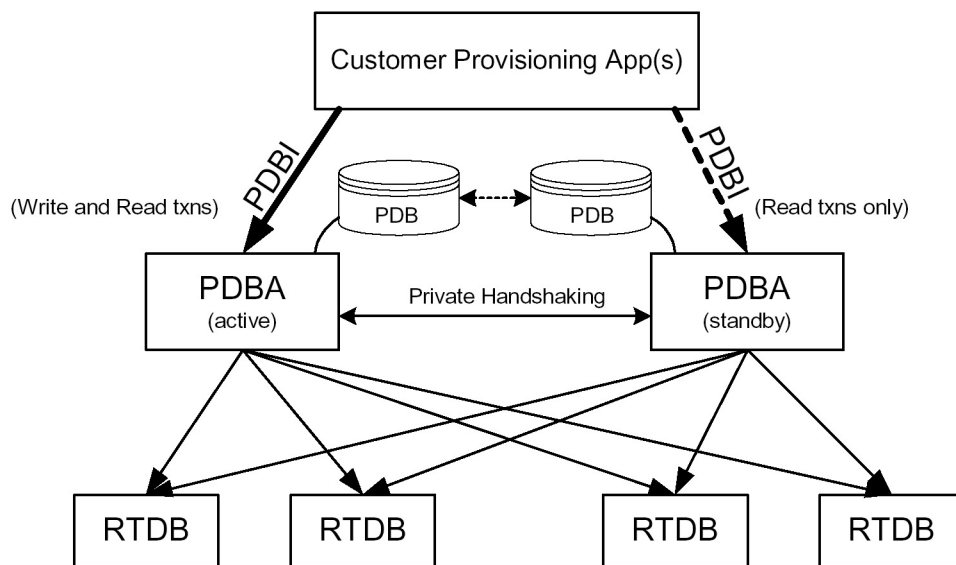 Customer Provisioning App(s)
PDBI
PDBI
(Write and Read txns)
PDB
PDB
(Read txns only)
PDBA
(active)
Private Handshaking
PDBA
(standby)
RTDB
RTDB
RTDB
RTDB